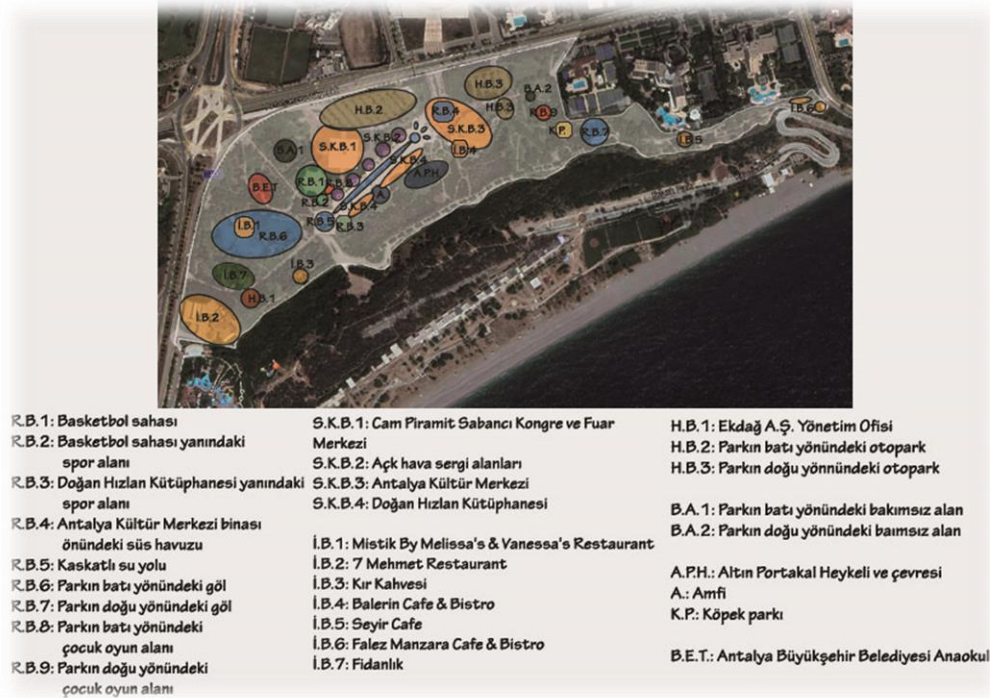 H.B.3
B.A.2
H.B.2
R.B.4
H.B.3
R.B.9
İ.B.6
S.K.B.3
K.P.
R.B.7
S.K.B.2
İ.B.5
B.A.1
S.K.B.1
İ.B.4
S.K.B.4
A.P.H.
R.B.1
R.B.8
B.E.T
R.B.2
A.
S.K.B.4
İ.B.1
R.B.5
R.B.3
R.B.6
İ.B.7
İ.B.3
H.B.1
İ.B.2
R.B.1: Basketbol sahası
R.B.2: Basketbol sahası yanındaki
spor alanı
R.B.3: Doğan Hızlan Kütüphanesi yanındaki
spor alanı
R.B.4: Antalya Kültür Merkezi binası
önündeki süs havuzu
R.B.5: Kaskatlı su yolu
R.B.6: Parkın batı yönündeki göl
R.B.7: Parkın doğu yönündeki göl
R.B.8: Parkın batı yönündeki
çocuk oyun alanı
R.B.9: Parkın doğu yönündeki
çocuk oyun alanı
S.K.B.1: Cam Piramit Sabancı Kongre ve Fuar
Merkezi
S.K.B.2: Açk hava sergi alanları
S.K.B.3: Antalya Kültür Merkezi
S.K.B.4: Doğan Hızlan Kütüphanesi
İ.B.1: Mistik By Melissa's & Vanessa's Restaurant
İ.B.2: 7 Mehmet Restaurant
İ.B.3: Kır Kahvesi
İ.B.4: Balerin Cafe & Bistro
İ.B.5: Seyir Cafe
İ.B.6: Falez Manzara Cafe & Bistro
İ.B.7: Fidanlık
H.B.1: Ekdağ A.Ş. Yönetim Ofisi
H.B.2: Parkın batı yönündeki otopark
H.B.3: Parkın doğu yönnündeki otopark
B.A.1: Parkın batı yönündeki bakımsız alan
B.A.2: Parkın doğu yönündeki baımsız alan
A.P.H.: Altın Portakal Heykeli ve çevresi
A.: Amfi
K.P.: Köpek parkı
B.E.T.: Antalya Büyükşehir Belediyesi Anaokul